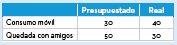 Presupuestado Real
Consumo móvil 30 40
Quedada con amigos 50 30